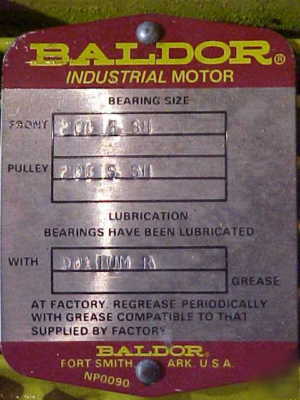 BALDOR®
INDUSTRIAL MOTOR
BEARING SIZE
FRONT
PULLEY
LUBRICATION
BEARINGS HAVE BEEN LUBRICATED
WITH
GREASE
AT FACTORY. REGREASE PERIODICALLY
WITH GREASE COMPATIBLE TO THAT
SUPPLIED BY FACTORY
BALDOR
FORT SMITH ARK. U.S.A.
NP0090